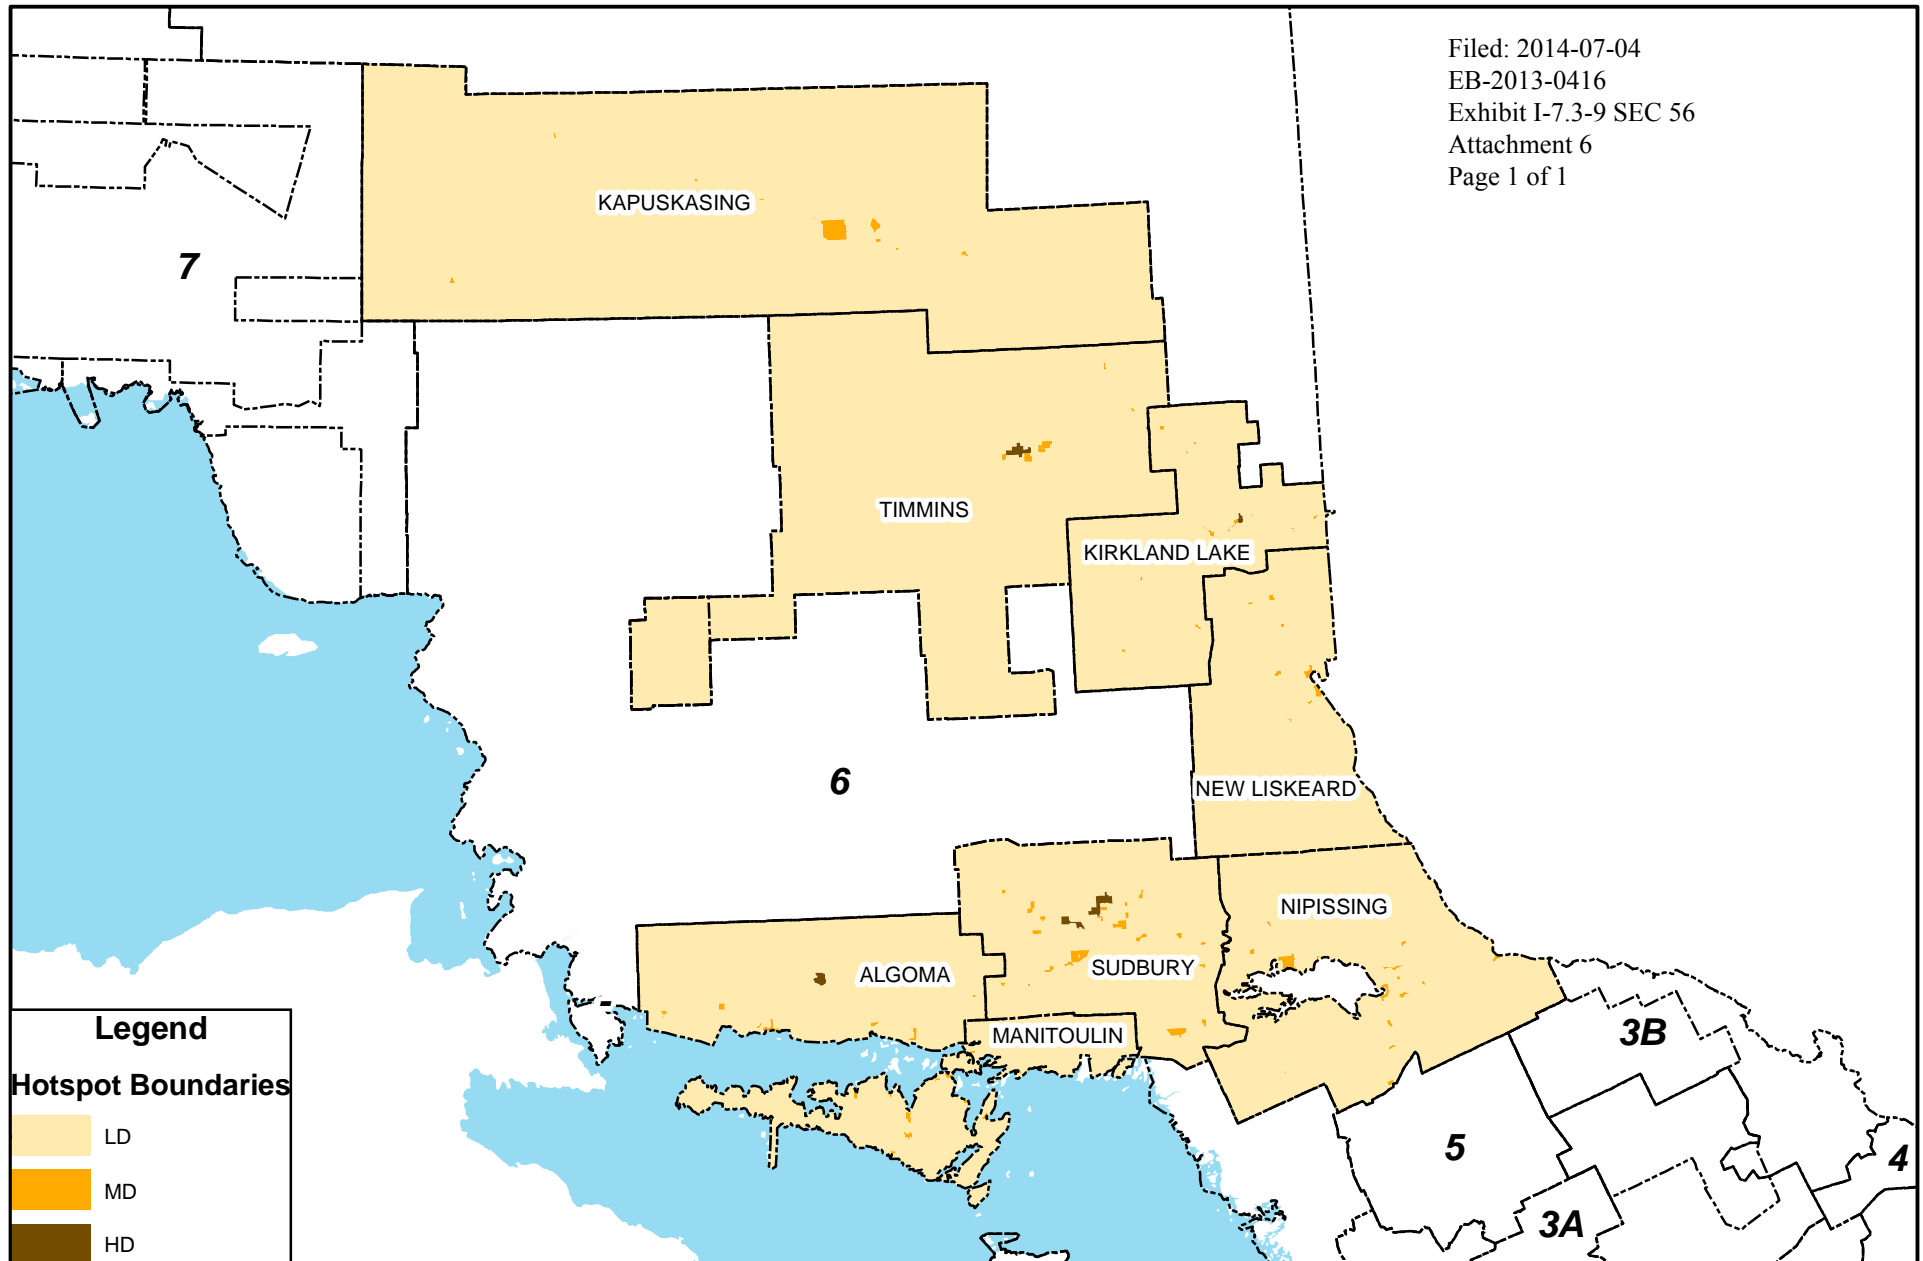 Filed: 2014-07-04
EB-2013-0416
Exhibit I-7.3-9 SEC 56
Attachment 6
Page 1 of 1
KAPUSKASING
7
TIMMINS
KIRKLAND LAKE
6
NEW LISKEARD
NIPISSING
ALGOMA
SUDBURY
MANITOULIN
3B
5
4
3A
Legend
Hotspot Boundaries
LD
MD
HD